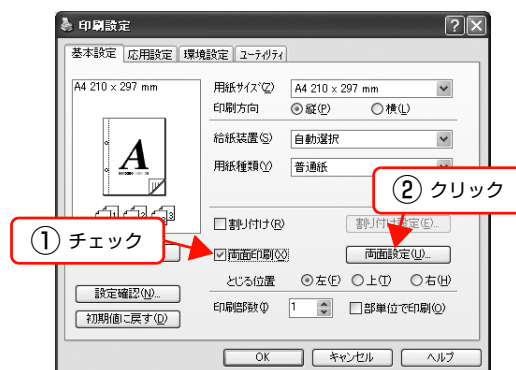 印刷設定
基本設定 応用設定 環境設定 ユーティリティ
A4 210 x 297 mm
用紙サイズ(Z) A4 210 x 297 mm
印刷方向 縦(P) 横(L)
給紙装置(S) 自動選択
用紙種類(Y) 普通紙
A
② クリック
1 2 3
割り付け(R) 割り付け設定(E)...
① チェック
両面印刷(X) 両面設定(U)...
とじる位置 左(F) 上(T) 右(H)
設定確認(N)...
印刷部数(I) 1 部単位で印刷(O)
初期値に戻す(D)
OK キャンセル ヘルプ